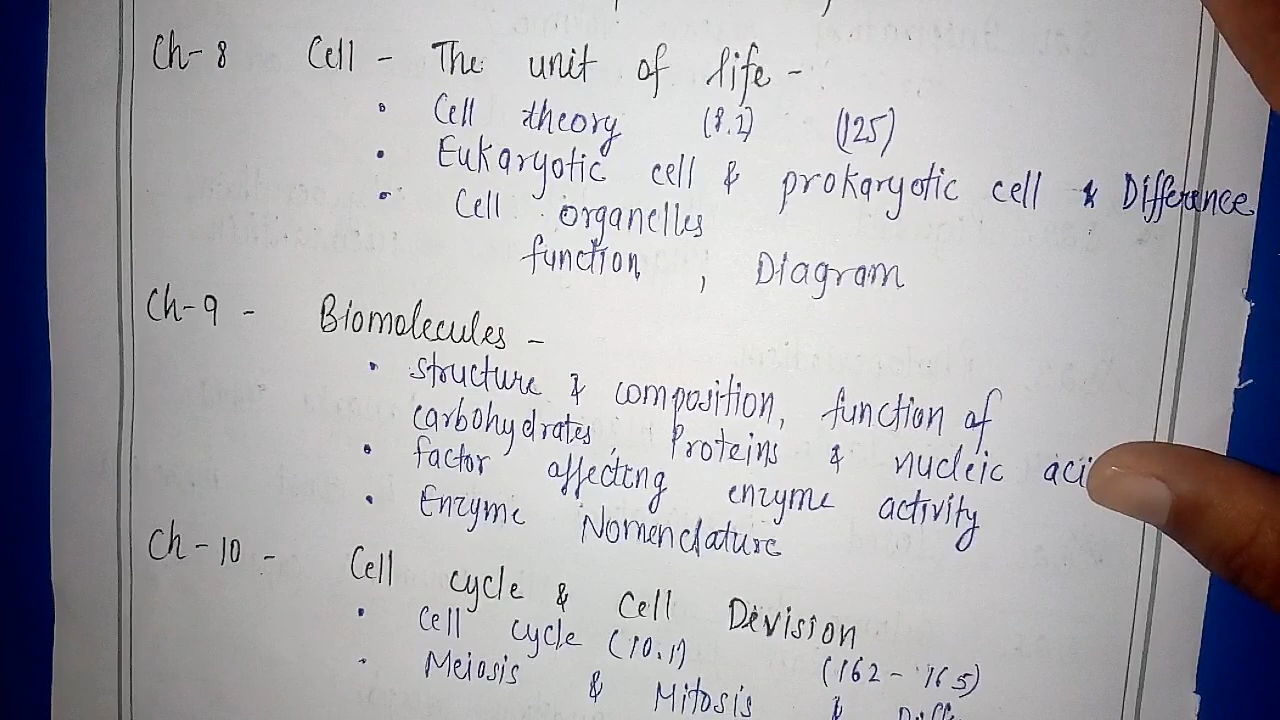 Ch-8 Cell - The unit of life -
• Cell theory (8.2) (125)
• Eukaryotic cell & prokaryotic cell & Difference
• Cell organelles
function, Diagram
Ch-9 - Biomolecules -
• structure & composition, function of
carbohydrates, Proteins & nucleic aci
• factor affecting enzyme activity
• Enzyme Nomenclature
Ch-10 - Cell cycle & Cell Devision
• Cell cycle (10.1) (162-165)
• Meiosis & Mitosis &